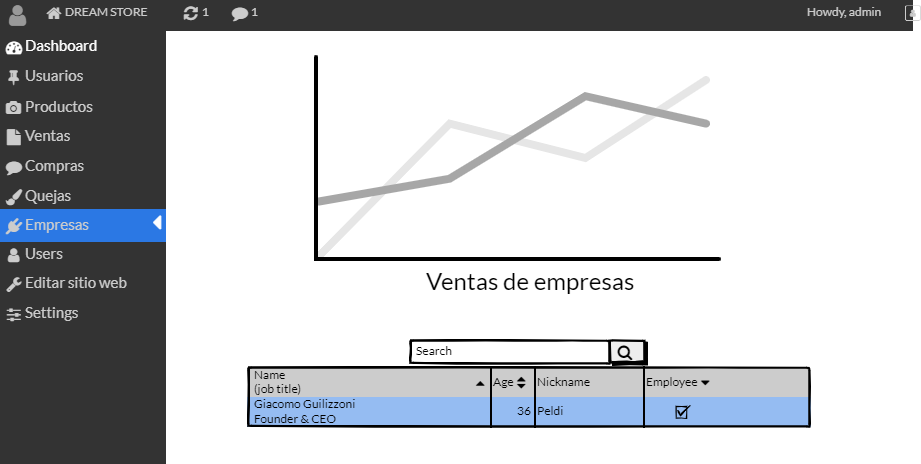 DREAM STORE
1
1
Howdy, admin
Dashboard
Usuarios
Productos
Ventas
Compras
Quejas
Empresas
Users
Editar sitio web
Settings
Ventas de empresas
Search
Name
(job title)
Age
Nickname
Employee
Giacomo Guilizzoni
Founder & CEO
36
Peldi